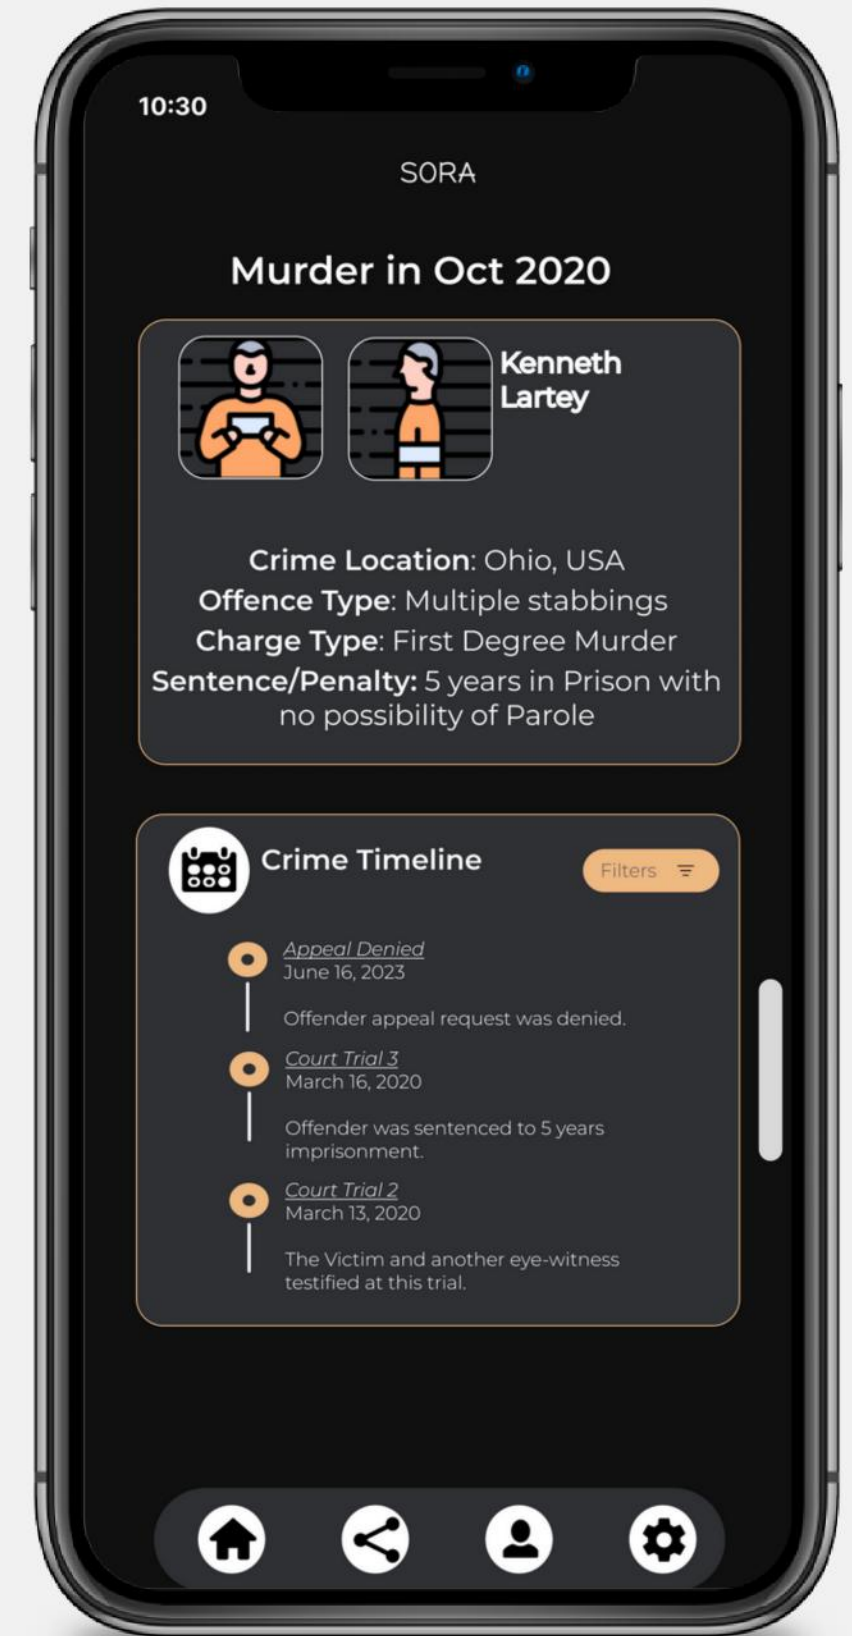 10:30
SORA
Murder in Oct 2020
Kenneth
Lartey
Crime Location: Ohio, USA
Offence Type: Multiple stabbings
Charge Type: First Degree Murder
Sentence/Penalty: 5 years in Prison with
no possibility of Parole
Crime Timeline
Filters
Appeal Denied
June 16, 2023
Offender appeal request was denied.
Court Trial 3
March 16, 2020
Offender was sentenced to 5 years
imprisonment.
Court Trial 2
March 13, 2020
The Victim and another eye-witness
testified at this trial.